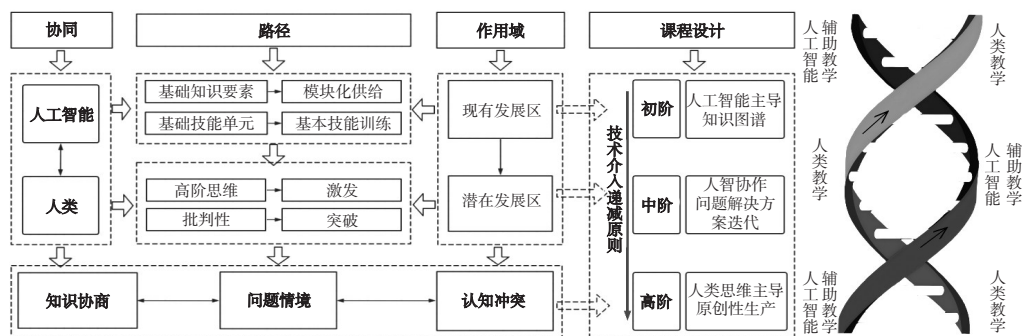 协同
路径
作用域
课程设计
人工智能
人类
基础知识要素
模块化供给
基础技能单元
基本技能训练
高阶思维
激发
批判性
突破
现有发展区
潜在发展区
知识协商
问题情境
认知冲突
技术介入递减原则
初阶
人工智能主导
知识图谱
中阶
人智协作
问题解决方
案迭代
高阶
人类思维主导
原创性生产
人工智能
辅助教学
人类教学
人类教学
人工智能
辅助教学
人工智能
辅助教学
人类教学